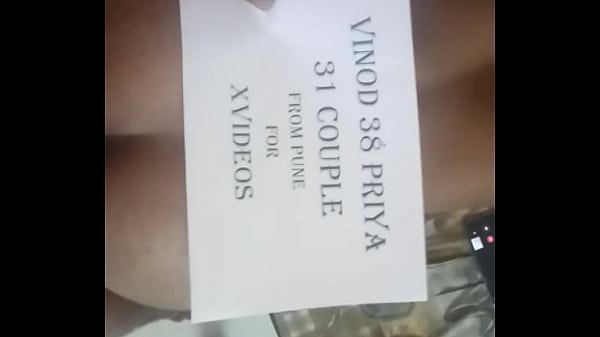 VINOD 38 PRIYA
31 COUPLE
FROM PUNE
FOR
XVIDEOS